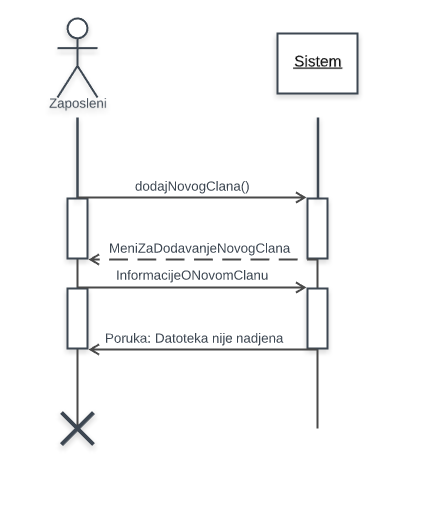 Zaposleni
Sistem
dodajNovogClana()
MeniZaDodavanjeNovogClana
InformacijeONovomClanu
Poruka: Datoteka nije nadjena